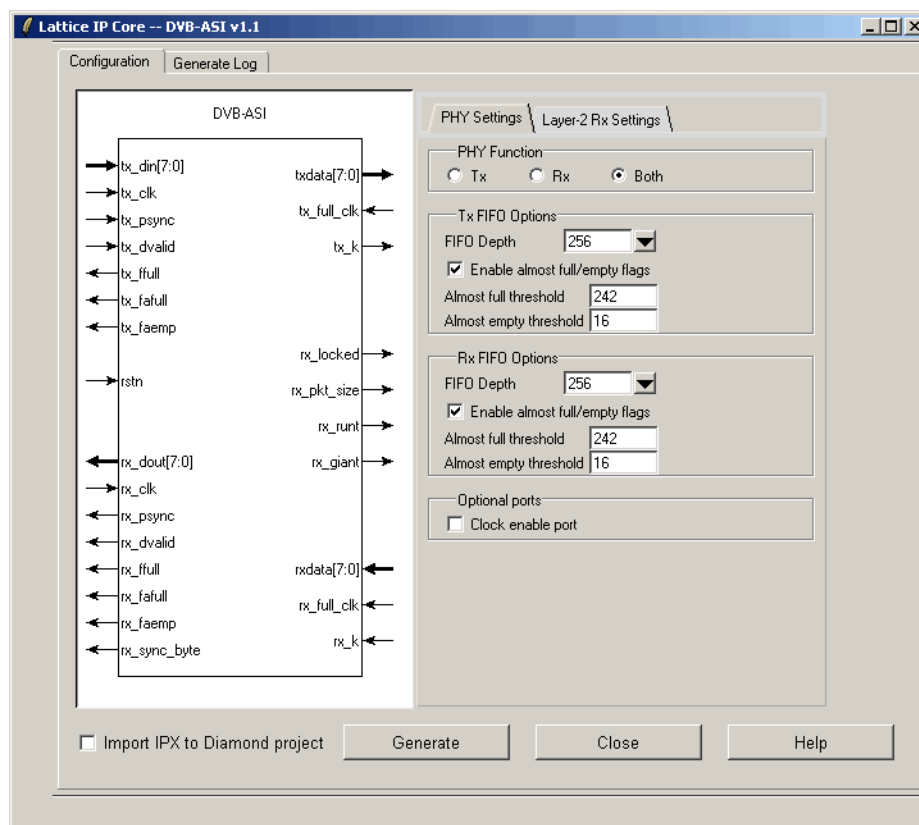 Lattice IP Core -- DVB-ASI v1.1
Configuration
Generate Log
DVB-ASI
tx_din[7:0]
tx_clk
tx_psync
tx_dvalid
tx_ffull
tx_fafull
tx_faemp
rstn
rx_dout[7:0]
rx_clk
rx_psync
rx_dvalid
rx_ffull
rx_fafull
rx_faemp
rx_sync_byte
txdata[7:0]
tx_full_clk
tx_k
rx_locked
rx_pkt_size
rx_runt
rx_giant
rxdata[7:0]
rx_full_clk
rx_k
PHY Settings
Layer-2 Rx Settings
PHY Function
Tx Rx Both
Tx FIFO Options
FIFO Depth 256
Enable almost full/empty flags
Almost full threshold 242
Almost empty threshold 16
Rx FIFO Options
FIFO Depth 256
Enable almost full/empty flags
Almost full threshold 242
Almost empty threshold 16
Optional ports
Clock enable port
Import IPX to Diamond project
Generate
Close
Help